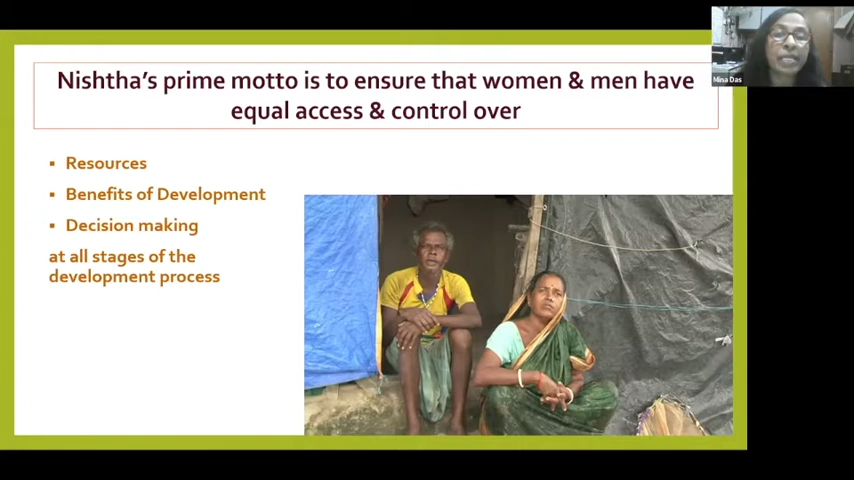 Nishtha's prime motto is to ensure that women & men have
equal access & control over
▪ Resources
▪ Benefits of Development
▪ Decision making
at all stages of the
development process
Mina Das